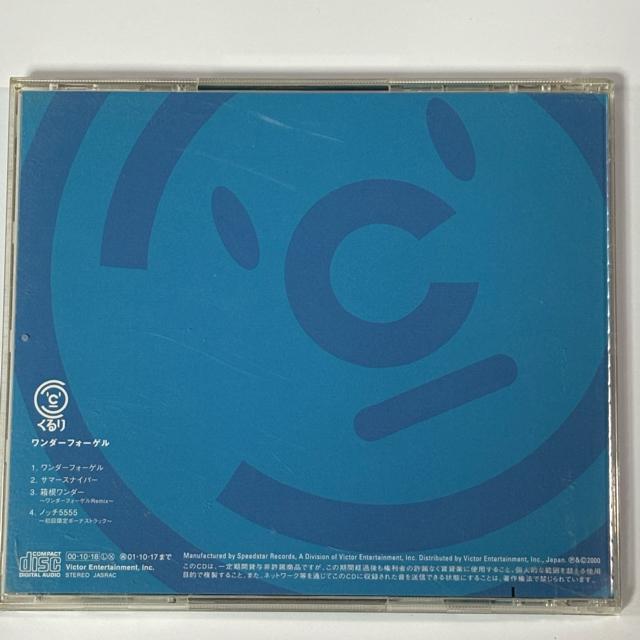 くるり
ワンダーフォーゲル
1. ワンダーフォーゲル
2. サマースナイパー
3. 箱根ワンダー
〜ワンダーフォーゲルRemix〜
4. ノッチ5555
〜初回限定ボーナストラック〜
COMPACT
disc
DIGITAL AUDIO
00·10·18 Ⓛ Ⓧ 再01·10·17まで
Victor Entertainment, Inc.
STEREO JASRAC
Manufactured by Speedstar Records, A Division of Victor Entertainment, Inc. Distributed by Victor Entertainment, Inc., Japan. ℗&©2000
このCDは、一定期間貸与非許諾商品ですが、この期間経過後も権利者の許諾なく賃貸業に使用すること、個人的な範囲を超える使用
目的で複製すること、また、ネットワーク等を通じてこのCDに収録された音を送信できる状態にすることは、著作権法で禁じられています。